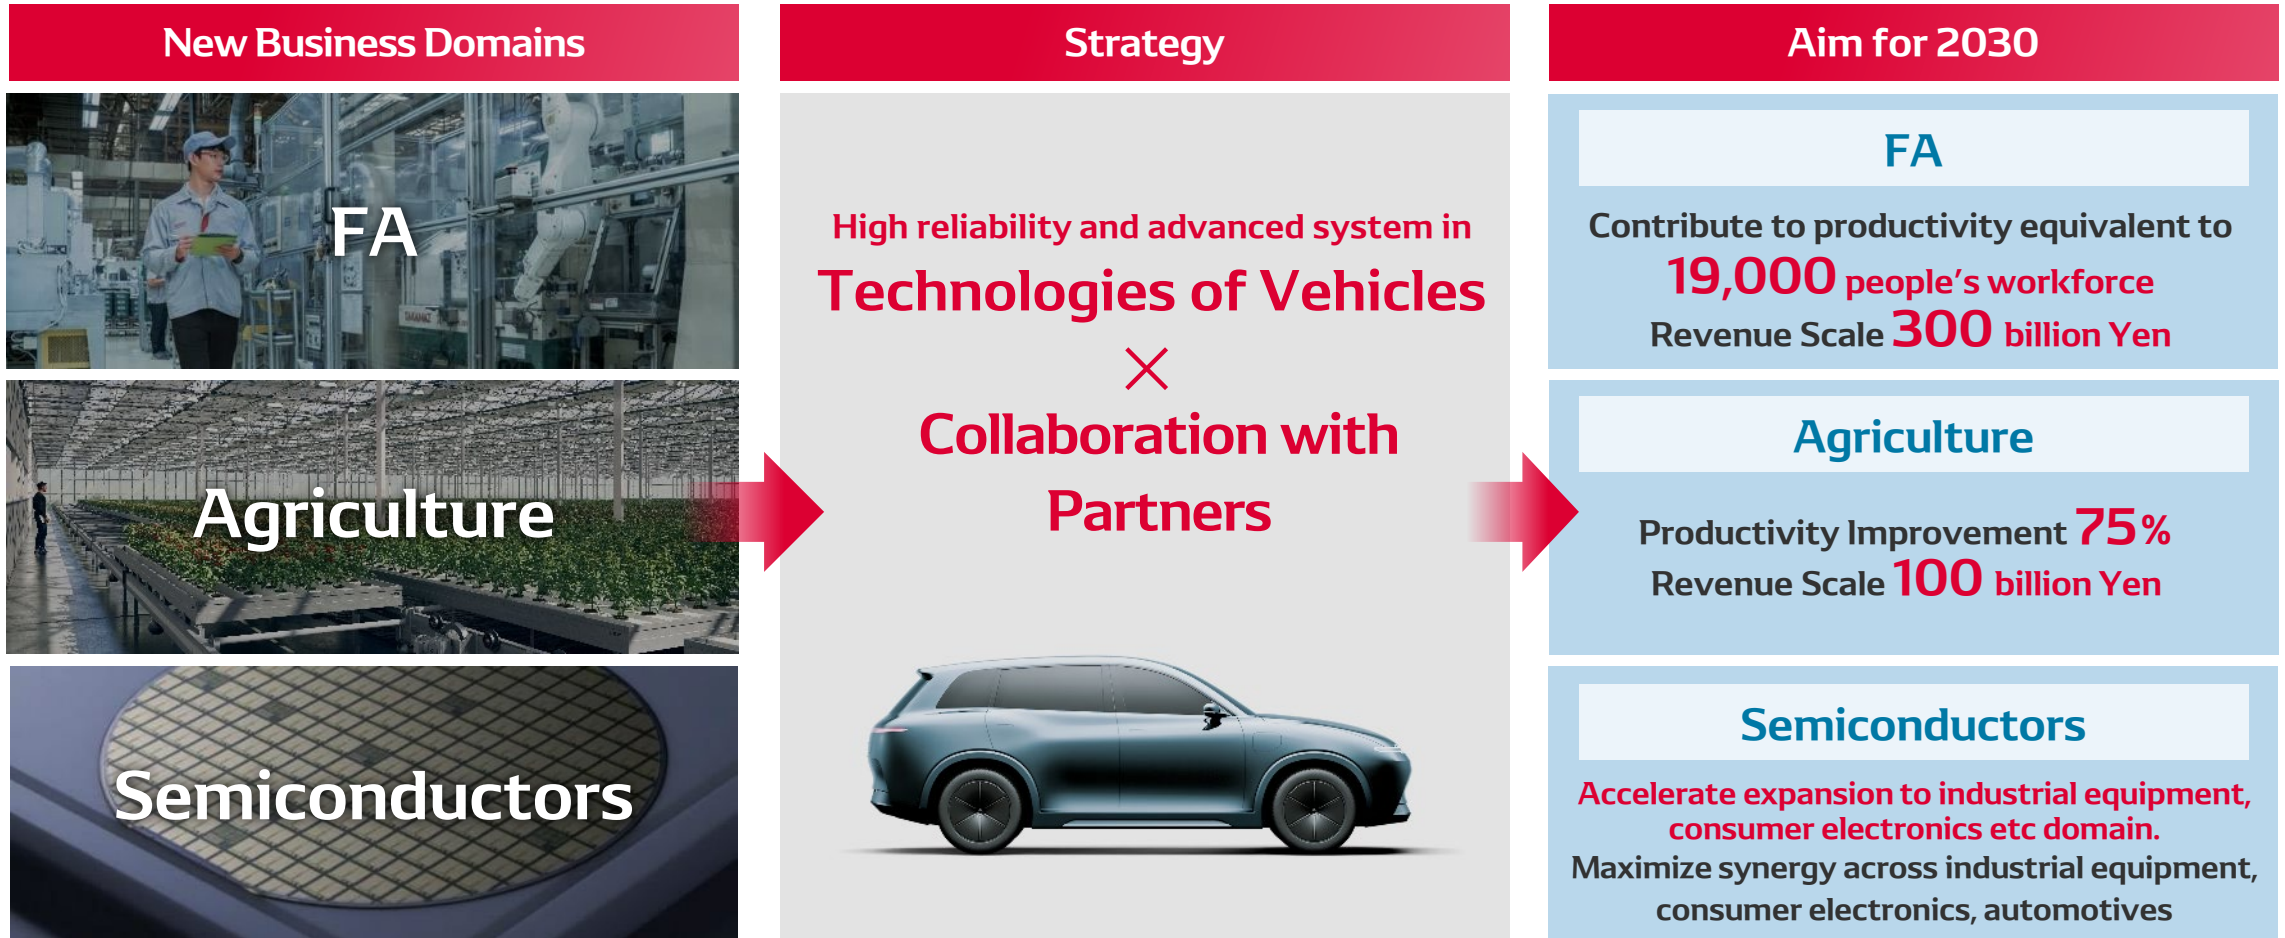 New Business Domains
FA
Agriculture
Semiconductors
Strategy
High reliability and advanced system in
Technologies of Vehicles
×
Collaboration with
Partners
Aim for 2030
FA
Contribute to productivity equivalent to
19,000 people's workforce
Revenue Scale 300 billion Yen
Agriculture
Productivity Improvement 75%
Revenue Scale 100 billion Yen
Semiconductors
Accelerate expansion to industrial equipment,
consumer electronics etc domain.
Maximize synergy across industrial equipment,
consumer electronics, automotives